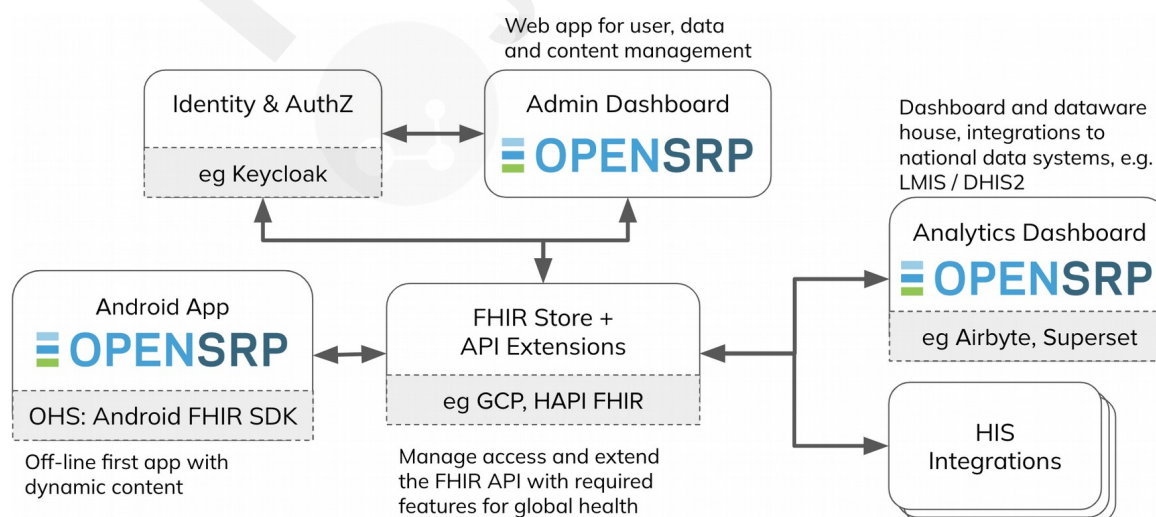 Web app for user, data
and content management
Identity & AuthZ
eg Keycloak
Admin Dashboard
OPENSRP
Dashboard and dataware
house, integrations to
national data systems, e.g.
LMIS / DHIS2
Analytics Dashboard
OPENSRP
eg Airbyte, Superset
Android App
OPENSRP
OHS: Android FHIR SDK
Off-line first app with
dynamic content
FHIR Store +
API Extensions
eg GCP, HAPI FHIR
Manage access and extend
the FHIR API with required
features for global health
HIS
Integrations